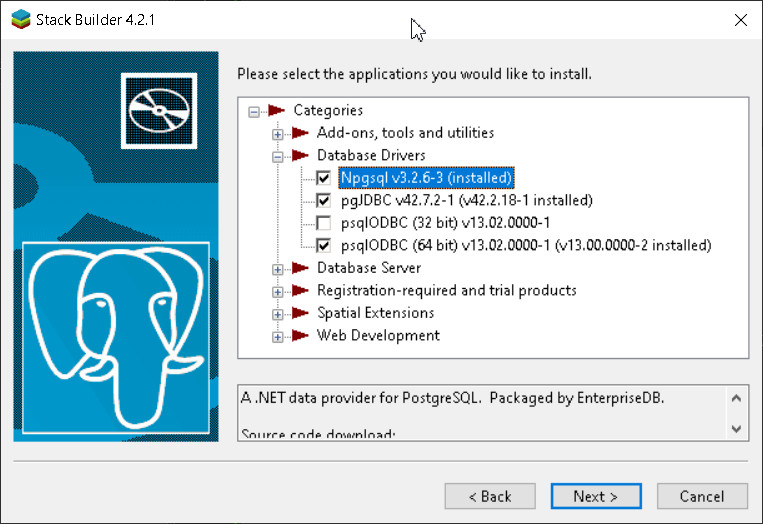 Stack Builder 4.2.1
Please select the applications you would like to install.
Categories
Add-ons, tools and utilities
Database Drivers
Npgsql v3.2.6-3 (installed)
pgJDBC v42.7.2-1 (v42.2.18-1 installed)
psqlODBC (32 bit) v13.02.0000-1
psqlODBC (64 bit) v13.02.0000-1 (v13.00.0000-2 installed)
Database Server
Registration-required and trial products
Spatial Extensions
Web Development
A .NET data provider for PostgreSQL. Packaged by EnterpriseDB.
Source code download:
< Back
Next >
Cancel